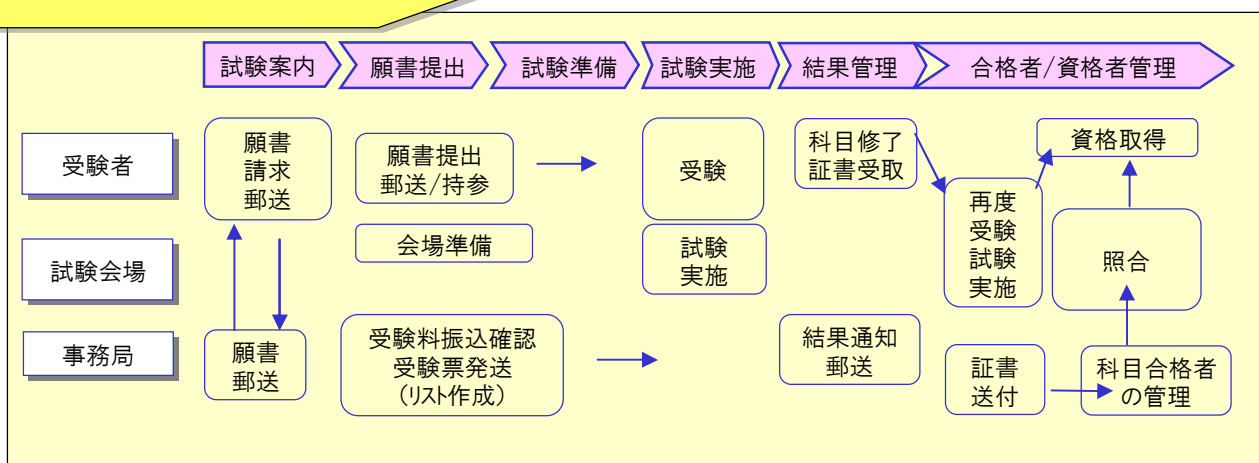 試験案内
願書提出
試験準備
試験実施
結果管理
合格者/資格者管理
受験者
願書
請求
郵送
願書提出
郵送/持参
受験
科目修了
証書受取
資格取得
試験会場
会場準備
試験
実施
再度
受験
試験
実施
照合
事務局
願書
郵送
受験料振込確認
受験票発送
(リスト作成)
結果通知
郵送
証書
送付
科目合格者
の管理